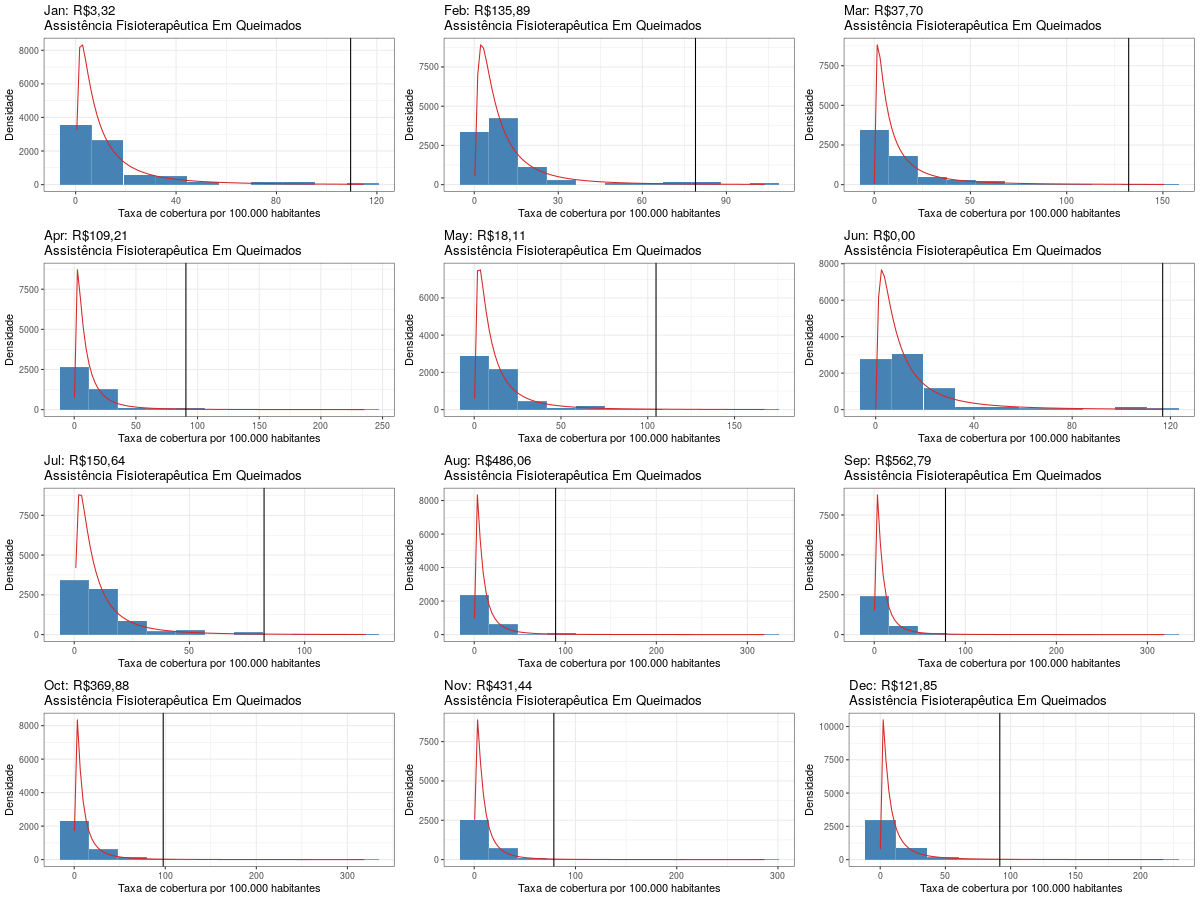 Jan: R$3,32
Assistência Fisioterapêutica Em Queimados
Densidade
8000
6000
4000
2000
0
0
40
80
120
Taxa de cobertura por 100.000 habitantes
Feb: R$135,89
Assistência Fisioterapêutica Em Queimados
Densidade
7500
5000
2500
0
0
30
60
90
Taxa de cobertura por 100.000 habitantes
Mar: R$37,70
Assistência Fisioterapêutica Em Queimados
Densidade
7500
5000
2500
0
0
50
100
150
Taxa de cobertura por 100.000 habitantes
Apr: R$109,21
Assistência Fisioterapêutica Em Queimados
Densidade
7500
5000
2500
0
0
50
100
150
200
250
Taxa de cobertura por 100.000 habitantes
May: R$18,11
Assistência Fisioterapêutica Em Queimados
Densidade
6000
4000
2000
0
0
50
100
150
Taxa de cobertura por 100.000 habitantes
Jun: R$0,00
Assistência Fisioterapêutica Em Queimados
Densidade
8000
6000
4000
2000
0
0
40
80
120
Taxa de cobertura por 100.000 habitantes
Jul: R$150,64
Assistência Fisioterapêutica Em Queimados
Densidade
7500
5000
2500
0
0
50
100
Taxa de cobertura por 100.000 habitantes
Aug: R$486,06
Assistência Fisioterapêutica Em Queimados
Densidade
8000
6000
4000
2000
0
0
100
200
300
Taxa de cobertura por 100.000 habitantes
Sep: R$562,79
Assistência Fisioterapêutica Em Queimados
Densidade
7500
5000
2500
0
0
100
200
300
Taxa de cobertura por 100.000 habitantes
Oct: R$369,88
Assistência Fisioterapêutica Em Queimados
Densidade
8000
6000
4000
2000
0
0
100
200
300
Taxa de cobertura por 100.000 habitantes
Nov: R$431,44
Assistência Fisioterapêutica Em Queimados
Densidade
7500
5000
2500
0
0
100
200
300
Taxa de cobertura por 100.000 habitantes
Dec: R$121,85
Assistência Fisioterapêutica Em Queimados
Densidade
10000
7500
5000
2500
0
0
50
100
150
200
Taxa de cobertura por 100.000 habitantes